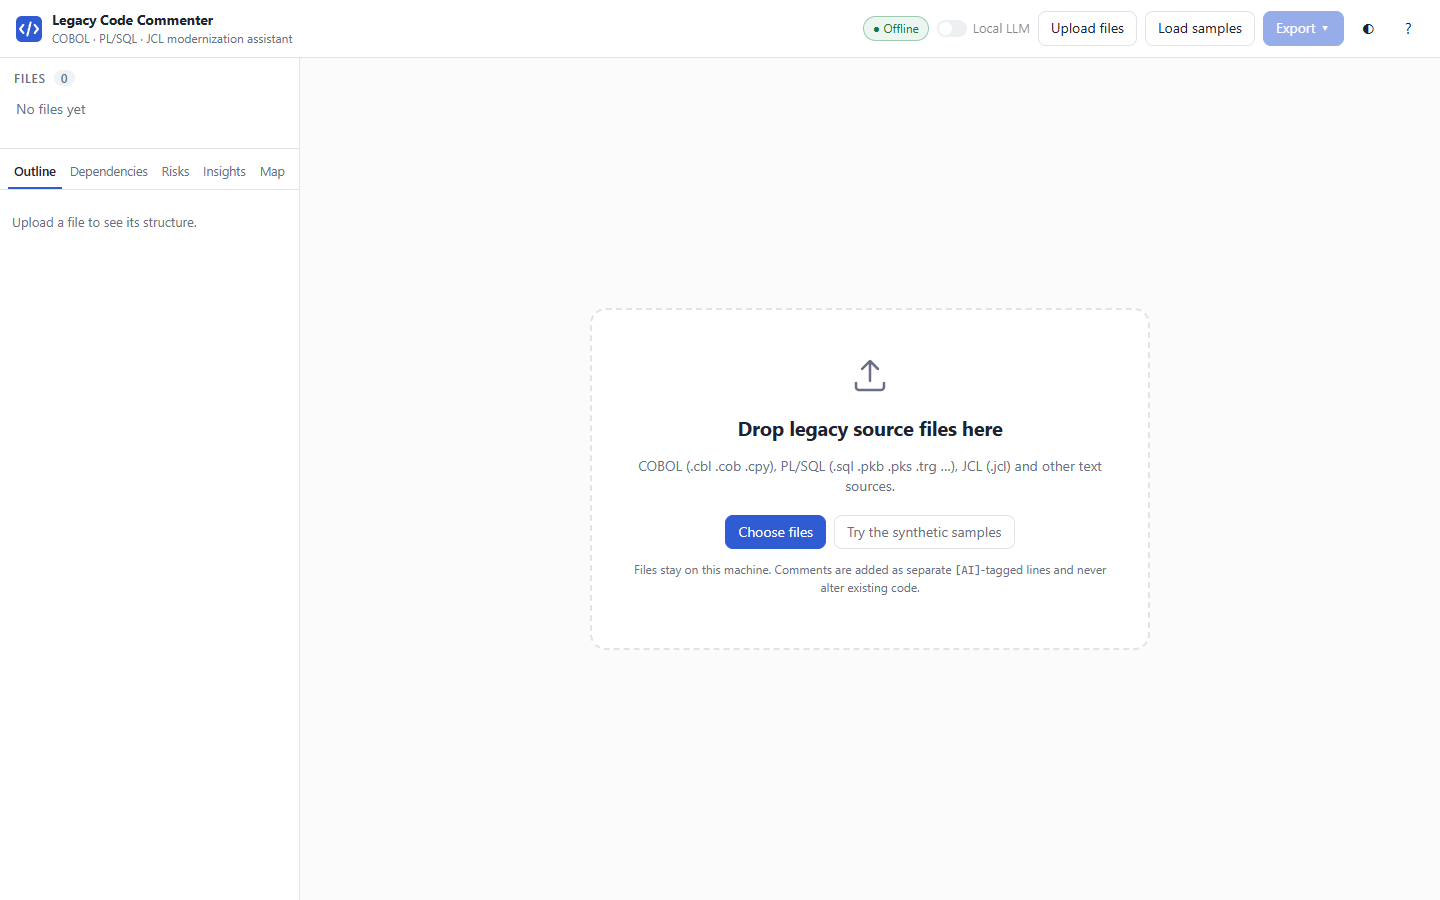 Legacy Code Commenter
COBOL · PL/SQL · JCL modernization assistant
Offline
Local LLM
Upload files
Load samples
Export
?
FILES 0
No files yet
Outline
Dependencies
Risks
Insights
Map
Upload a file to see its structure.
Drop legacy source files here
COBOL (.cbl .cob .cpy), PL/SQL (.sql .pkb .pks .trg ...), JCL (.jcl) and other text
sources.
Choose files
Try the synthetic samples
Files stay on this machine. Comments are added as separate [AI]-tagged lines and never
alter existing code.